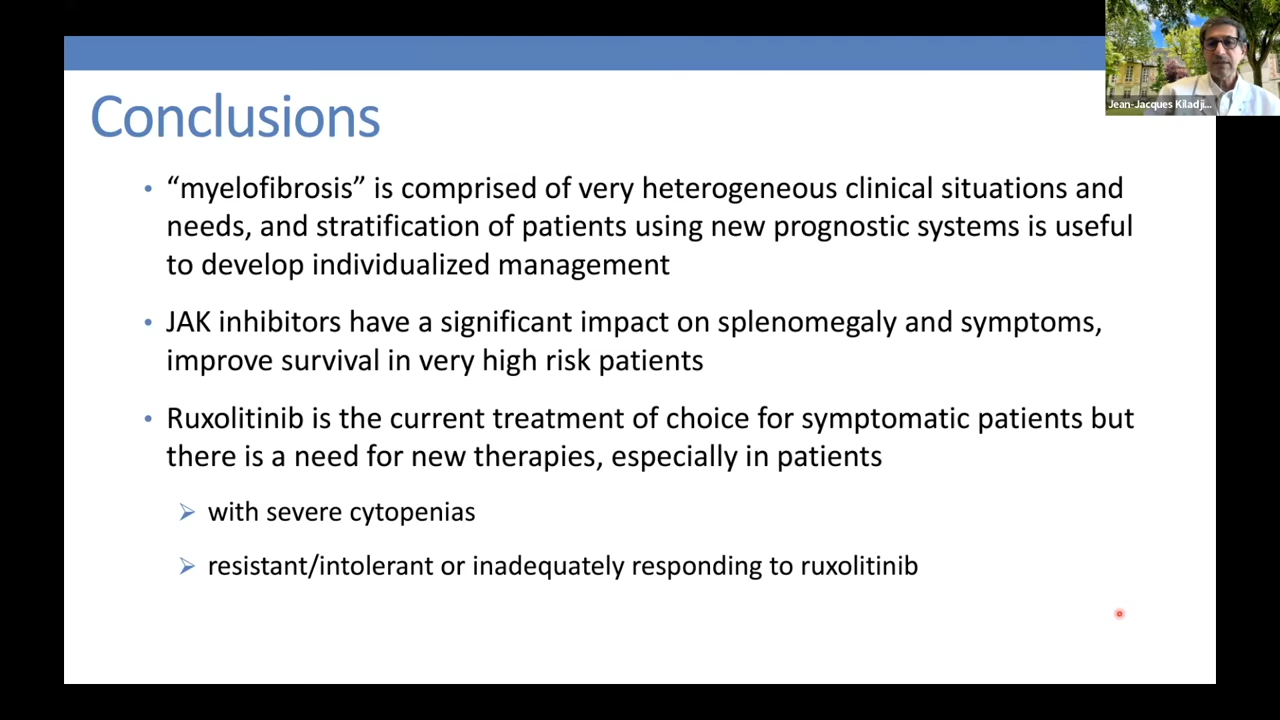 Jean-Jacques Kiladji...
Conclusions
• “myelofibrosis” is comprised of very heterogeneous clinical situations and
needs, and stratification of patients using new prognostic systems is useful
to develop individualized management
• JAK inhibitors have a significant impact on splenomegaly and symptoms,
improve survival in very high risk patients
• Ruxolitinib is the current treatment of choice for symptomatic patients but
there is a need for new therapies, especially in patients
➢ with severe cytopenias
➢ resistant/intolerant or inadequately responding to ruxolitinib